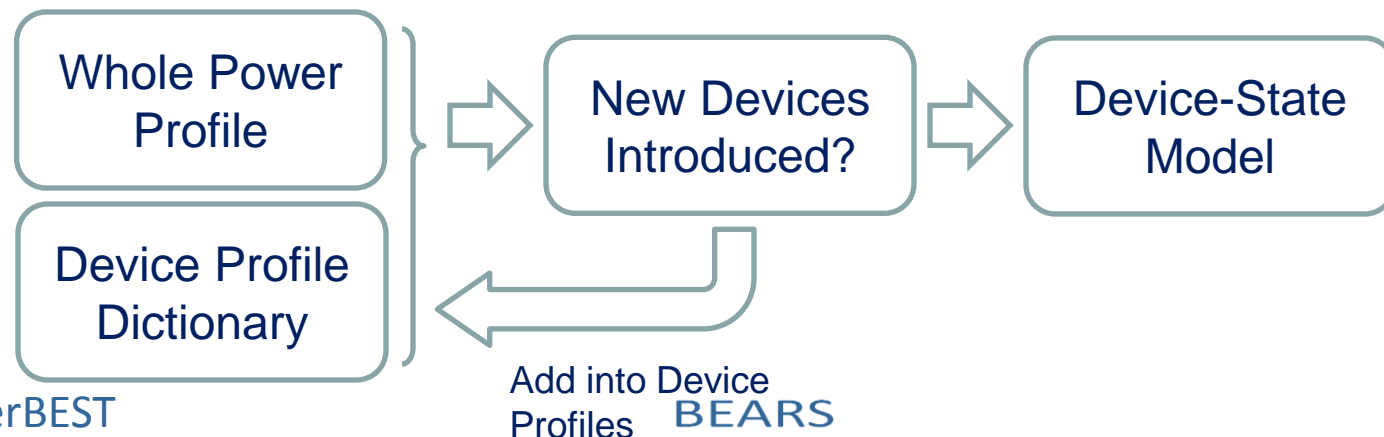 Whole Power
Profile
New Devices
Introduced?
Device-State
Model
Device Profile
Dictionary
Add into Device
Profiles
erBEST
BEARS